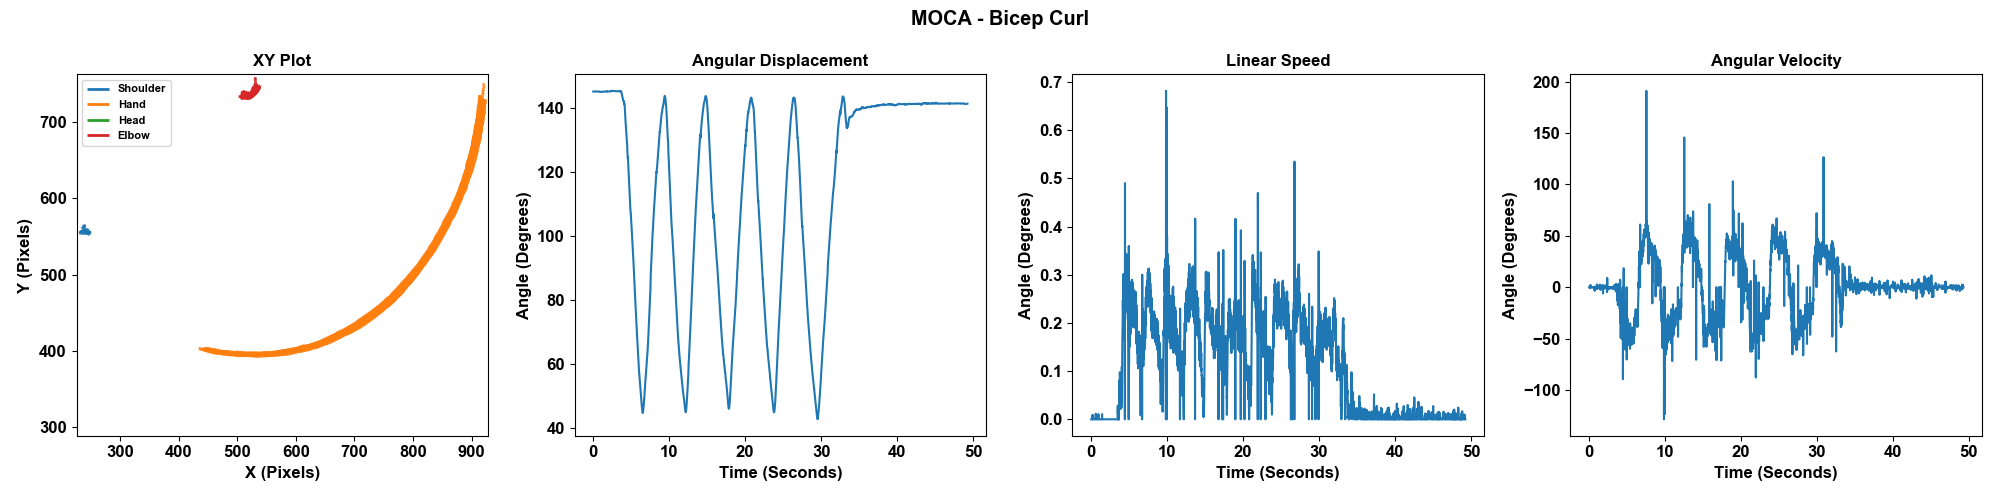 MOCA - Bicep Curl
XY Plot
Shoulder
Hand
Head
Elbow
700
600
500
400
300
Y (Pixels)
300 400 500 600 700 800 900
X (Pixels)
Angular Displacement
140
120
100
80
60
40
Angle (Degrees)
0 10 20 30 40 50
Time (Seconds)
Linear Speed
0.7
0.6
0.5
0.4
0.3
0.2
0.1
0.0
Angle (Degrees)
0 10 20 30 40 50
Time (Seconds)
Angular Velocity
200
150
100
50
0
−50
−100
Angle (Degrees)
0 10 20 30 40 50
Time (Seconds)